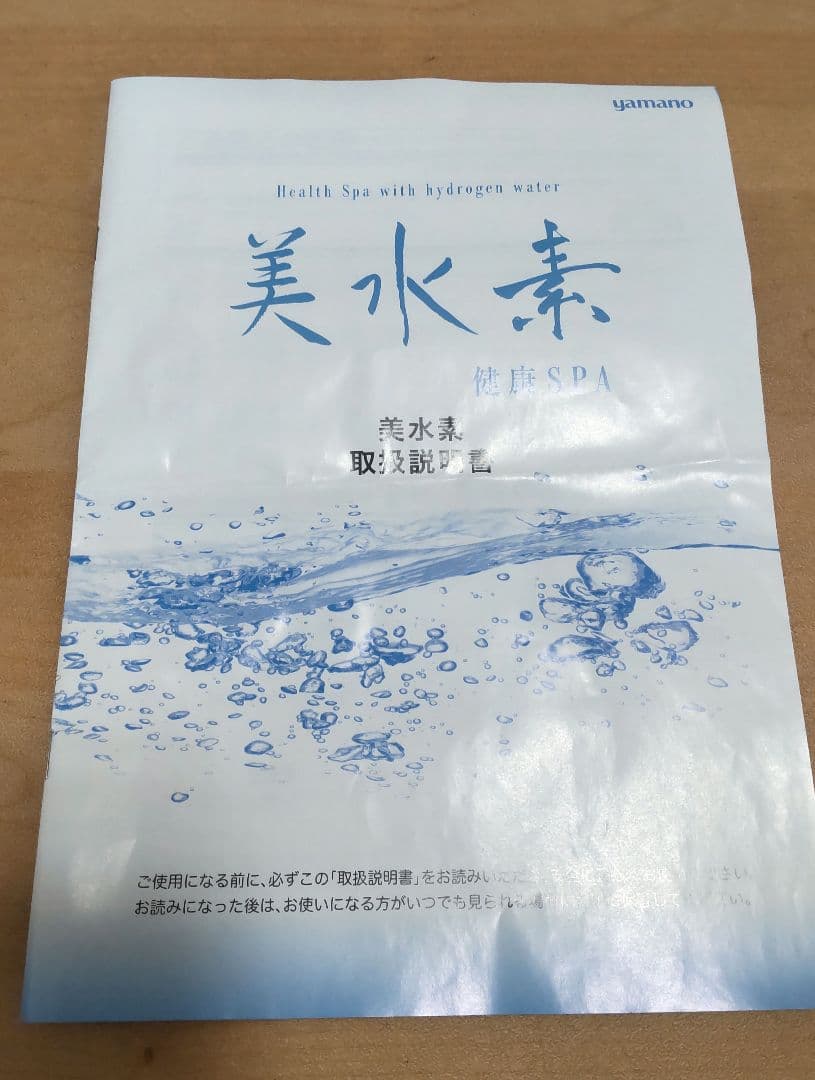 yamano
Health Spa with hydrogen water
美水素
健康SPA
美水素
取扱説明書
ご使用になる前に、必ずこの「取扱説明書」をお読みいただ
お読みになった後は、お使いになる方がいつでも見られる場